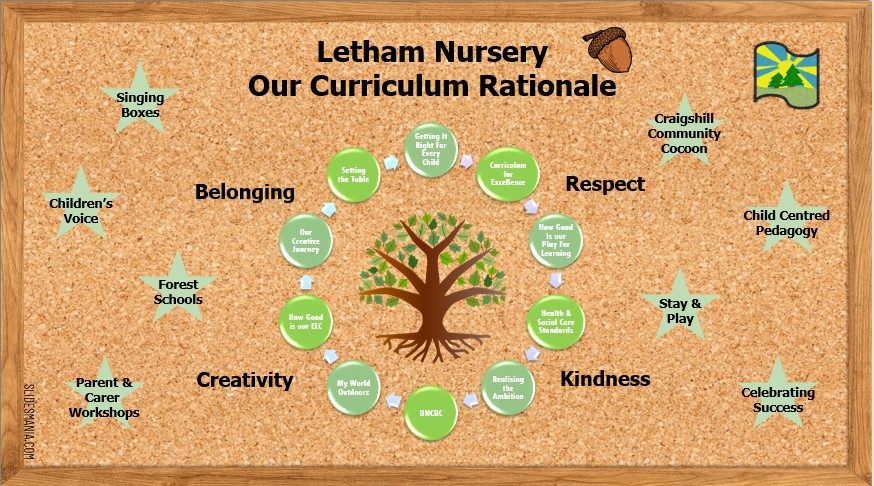 Letham Nursery
Our Curriculum Rationale
Singing
Boxes
Children's
Voice
Forest
Schools
Parent &
Carer
Workshops
Belonging
Respect
Creativity
Kindness
Getting It
Right For
Every
Child
Curriculum
for
Excellence
How Good
Is our
Play For
Learning
Health &
Social Care
Standards
Realising
the
Ambition
UNCRC
My World
Outdoors
How Good
is our ELC
Our
Creative
Journey
Setting
the Table
Craigshill
Community
Cocoon
Child Centred
Pedagogy
Stay &
Play
Celebrating
Success
SLIDESMANIA.COM